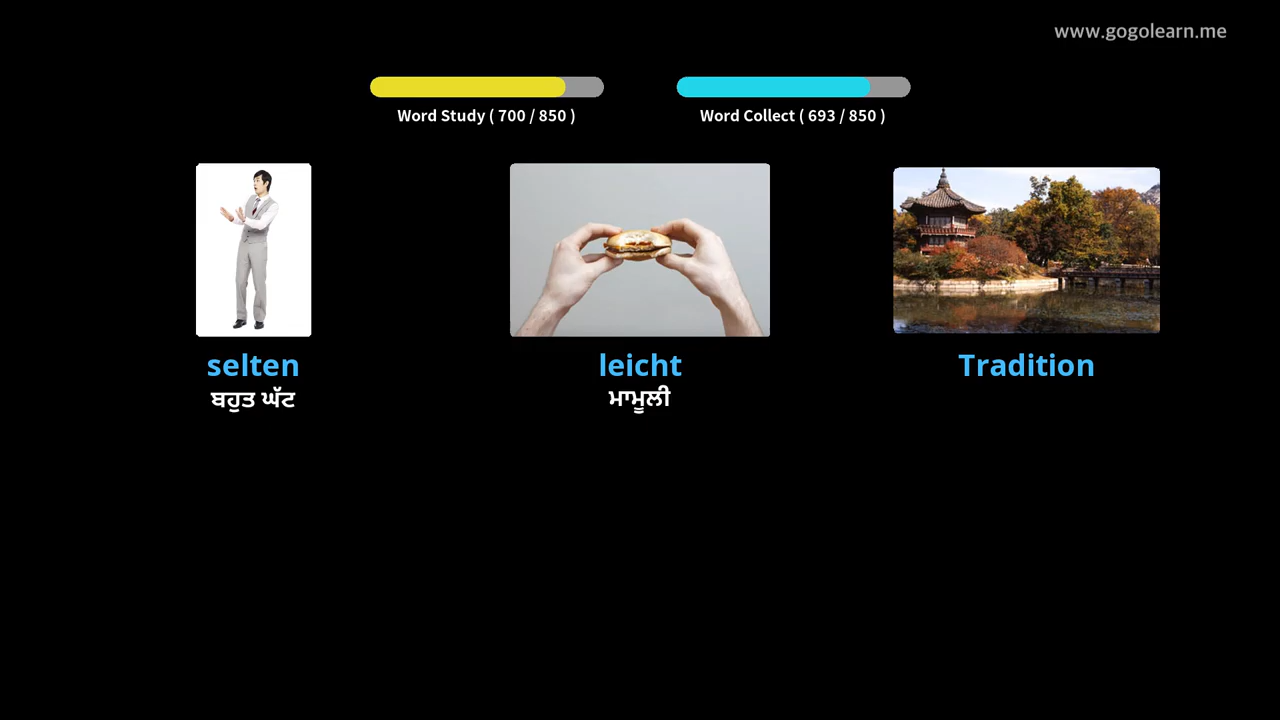 www.gogolearn.me
Word Study ( 700 / 850 )
Word Collect ( 693 / 850 )
selten
ਬਹੁਤ ਘੱਟ
leicht
ਮਾਮੂਲੀ
Tradition